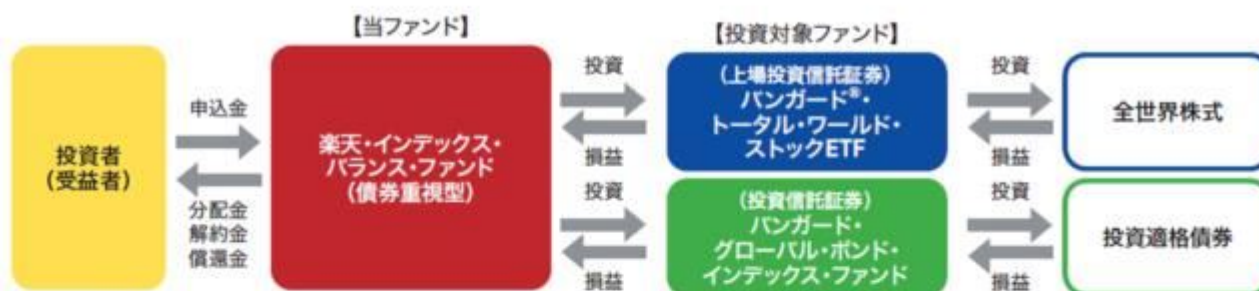 【当ファンド】
【投資対象ファンド】
投資者
(受益者)
申込金
分配金
解約金
償還金
楽天・インデックス・
バランス・ファンド
(債券重視型)
投資
損益
投資
損益
(上場投資信託証券)
バンガード®・
トータル・ワールド・
ストックETF
(投資信託証券)
バンガード・
グローバル・ボンド・
インデックス・ファンド
投資
損益
投資
損益
全世界株式
投資適格債券